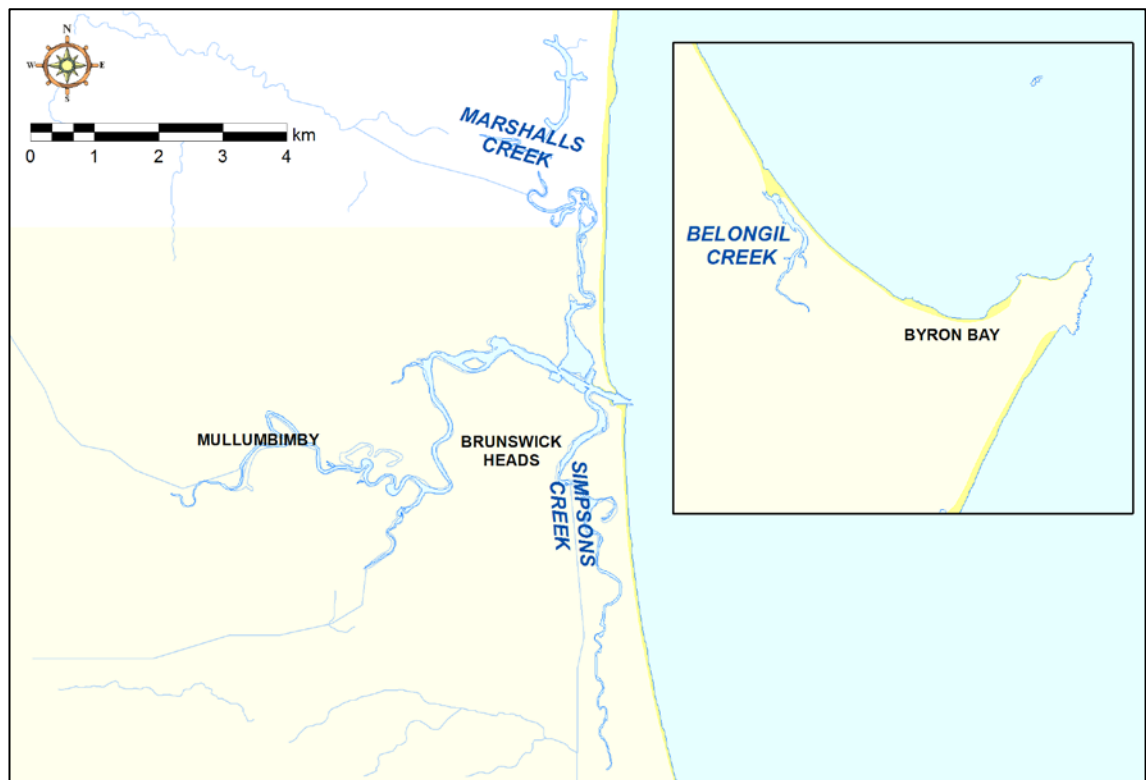 N
W
E
S
km
0 1 2 3 4
MARSHALLS
CREEK
MULLUMBIMBY
BRUNSWICK
HEADS
SIMPSONS
CREEK
BELONGIL
CREEK
BYRON BAY